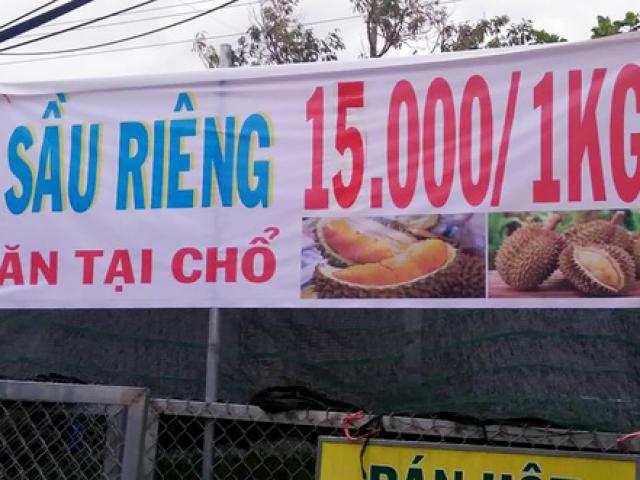 SẦU RIÊNG 15.000/1KG
ĂN TẠI CHỔ